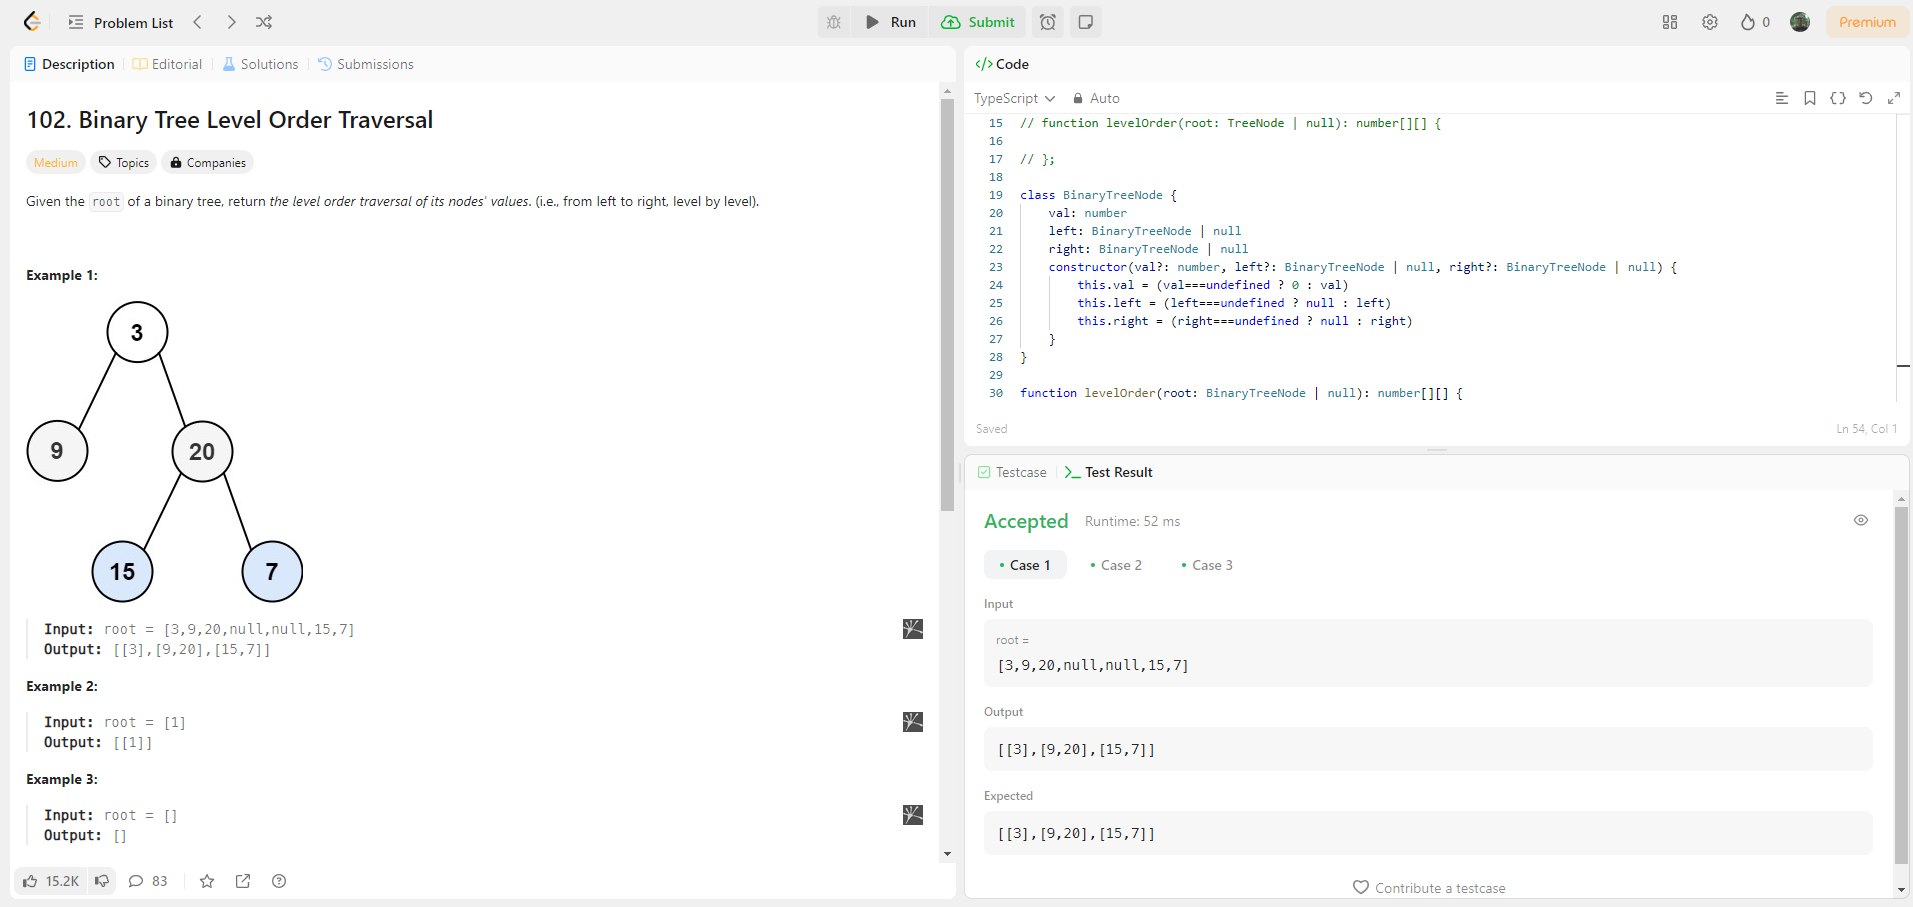 Problem List
Run
Submit
0
Premium
Description
Editorial
Solutions
Submissions
102. Binary Tree Level Order Traversal
Medium
Topics
Companies
Given the root of a binary tree, return the level order traversal of its nodes' values. (i.e., from left to right, level by level).
Example 1:
3
9
20
15
7
Input: root = [3,9,20,null,null,15,7]
Output: [[3],[9,20],[15,7]]
Example 2:
Input: root = [1]
Output: [[1]]
Example 3:
Input: root = []
Output: []
15.2K
83
</> Code
TypeScript
Auto
15 // function levelOrder(root: TreeNode | null): number[][] {
16
17 // };
18
19 class BinaryTreeNode {
20 val: number
21 left: BinaryTreeNode | null
22 right: BinaryTreeNode | null
23 constructor(val?: number, left?: BinaryTreeNode | null, right?: BinaryTreeNode | null) {
24 this.val = (val===undefined ? 0 : val)
25 this.left = (left===undefined ? null : left)
26 this.right = (right===undefined ? null : right)
27 }
28 }
29
30 function levelOrder(root: BinaryTreeNode | null): number[][] {
Saved
Ln 54, Col 1
Testcase
Test Result
Accepted
Runtime: 52 ms
Case 1
Case 2
Case 3
Input
root =
[3,9,20,null,null,15,7]
Output
[[3],[9,20],[15,7]]
Expected
[[3],[9,20],[15,7]]
Contribute a testcase